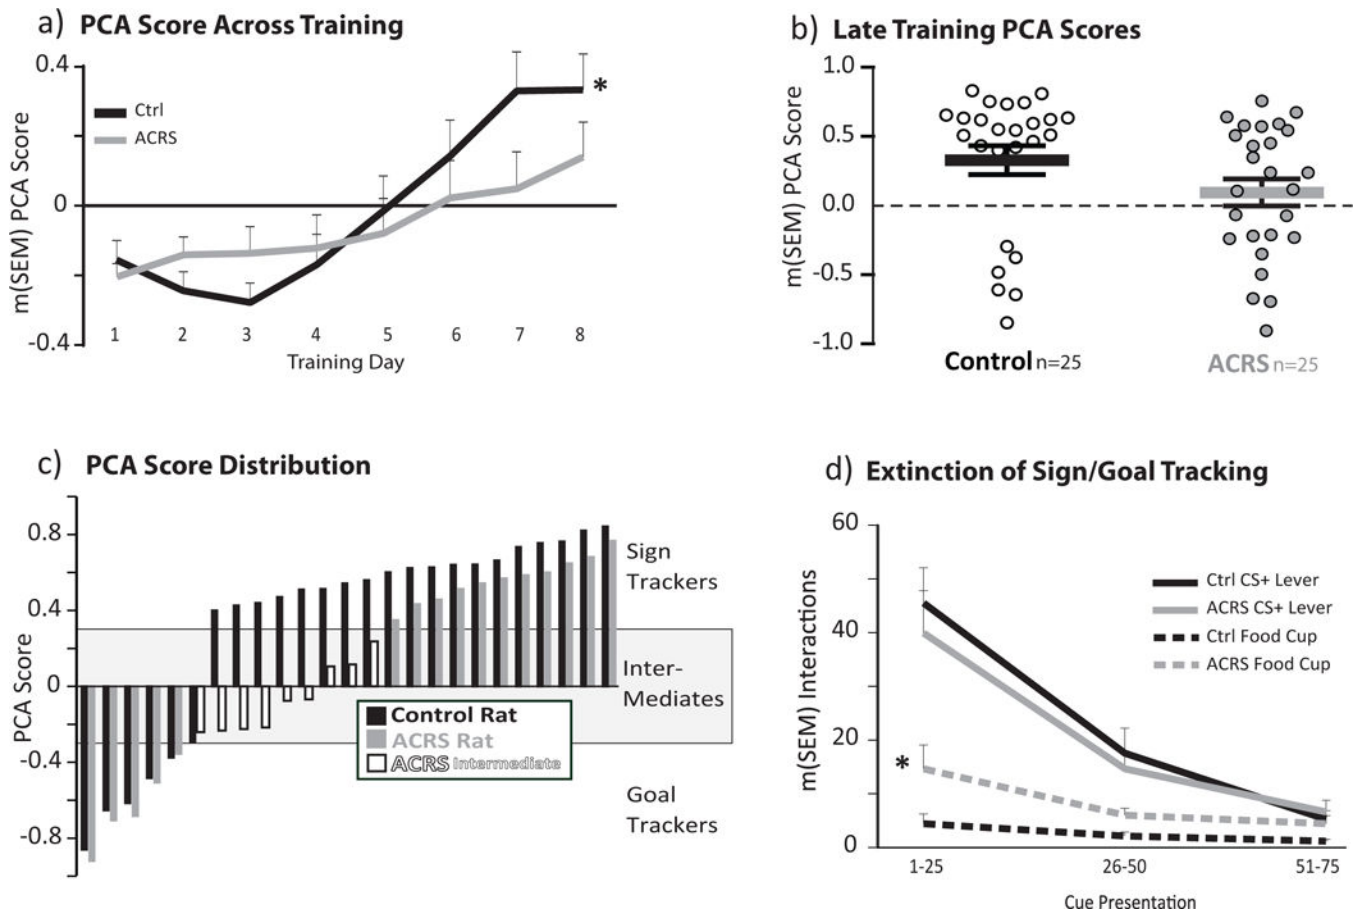 a) PCA Score Across Training
m(SEM) PCA Score
0.4
0
-0.4
Ctrl
ACRS
*
1 2 3 4 5 6 7 8
Training Day
b) Late Training PCA Scores
m(SEM) PCA Score
1.0
0.5
0.0
-0.5
-1.0
Control n=25
ACRS n=25
c) PCA Score Distribution
PCA Score
0.8
0.4
0
-0.4
-0.8
Sign
Trackers
Inter-
Mediates
Goal
Trackers
Control Rat
ACRS Rat
ACRS Intermediate
d) Extinction of Sign/Goal Tracking
m(SEM) Interactions
60
40
20
0
*
Ctrl CS+ Lever
ACRS CS+ Lever
Ctrl Food Cup
ACRS Food Cup
1-25 26-50 51-75
Cue Presentation